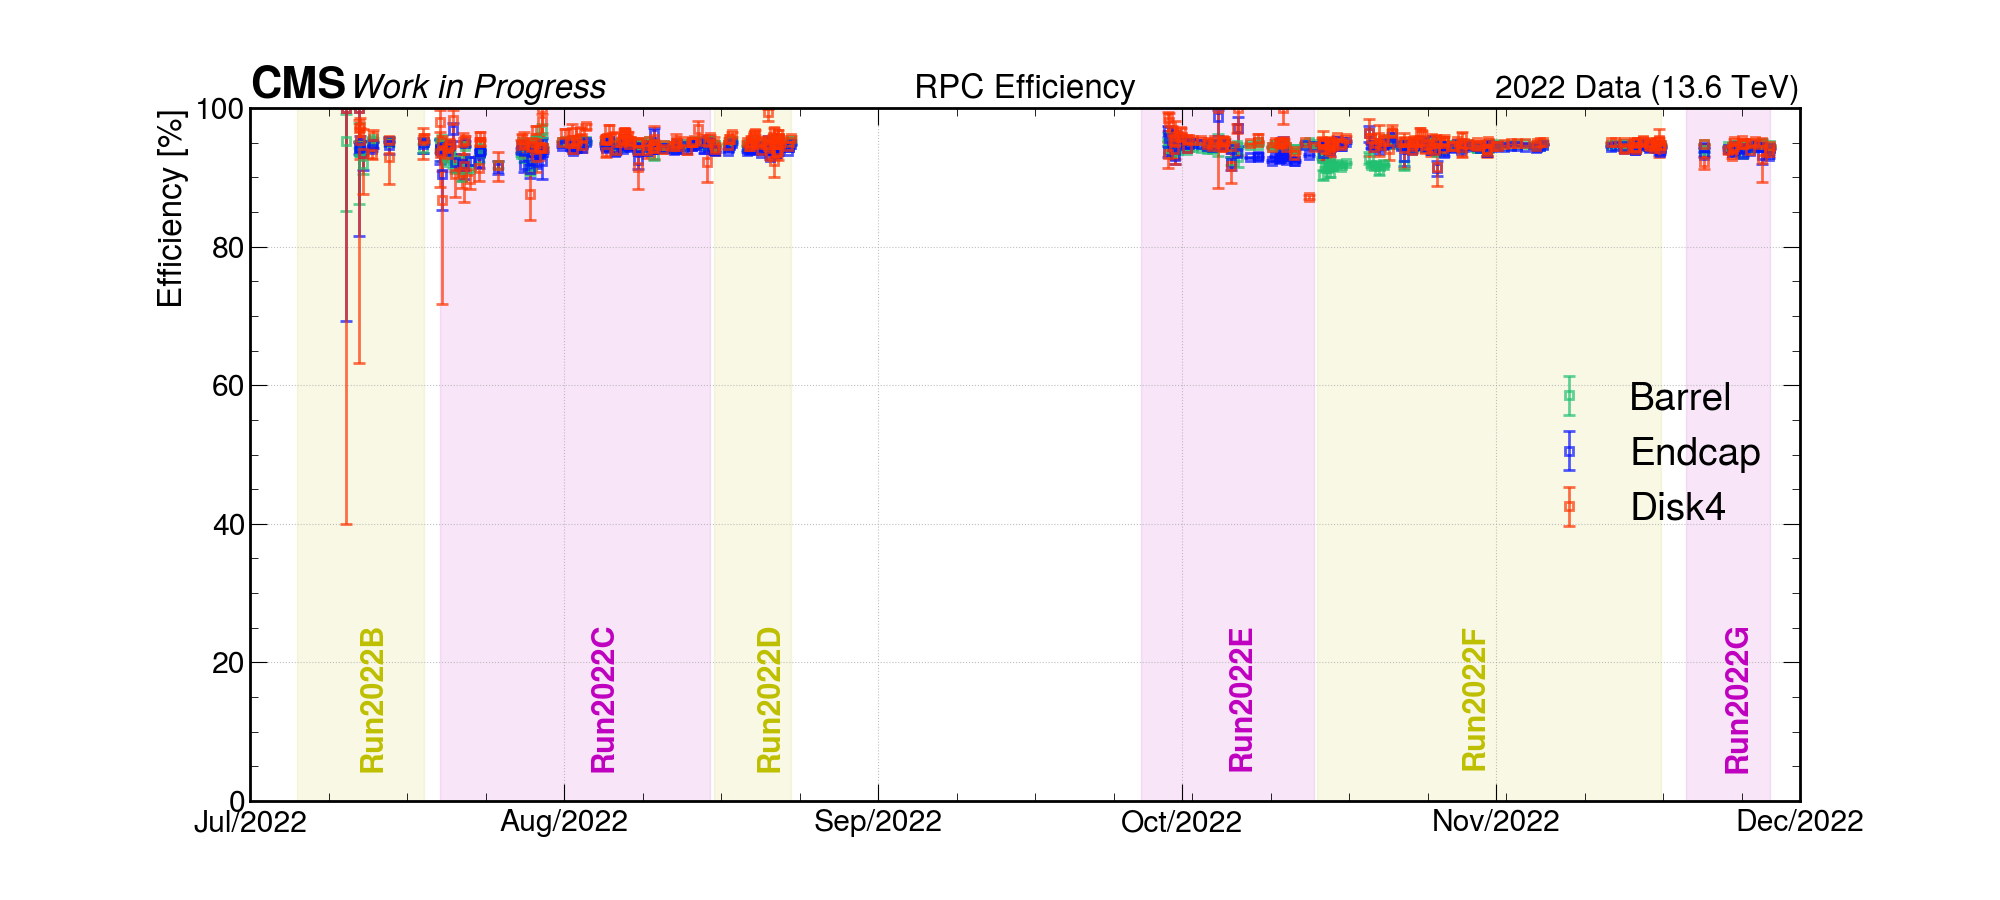 CMS Work in Progress RPC Efficiency 2022 Data (13.6 TeV)
Efficiency [%]
100
80
60
40
20
0
Barrel
Endcap
Disk4
Run2022B
Run2022C
Run2022D
Run2022E
Run2022F
Run2022G
Jul/2022 Aug/2022 Sep/2022 Oct/2022 Nov/2022 Dec/2022